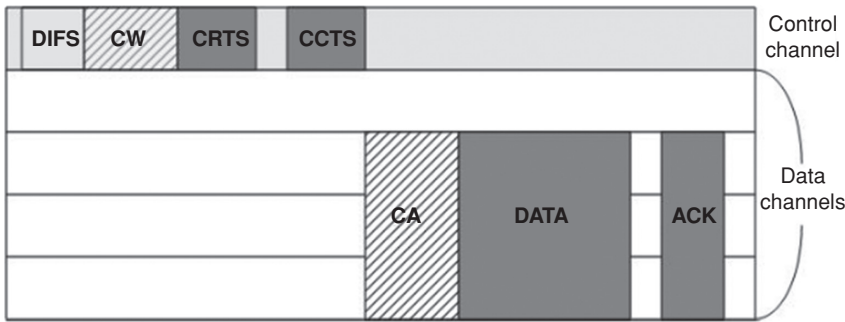 DIFS CW CRTS CCTS
Control
channel
CA DATA ACK
Data
channels